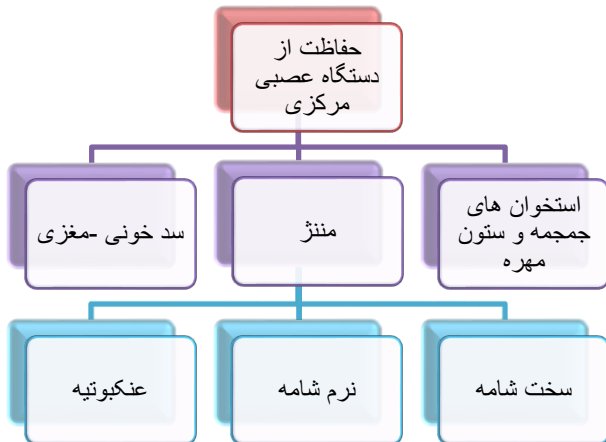 حفاظت از
دستگاه عصبی
مرکزی
استخوان های
جمجمه و ستون
مهره
مننژ
سد خونی -مغزی
سخت شامه
نرم شامه
عنکبوتیه